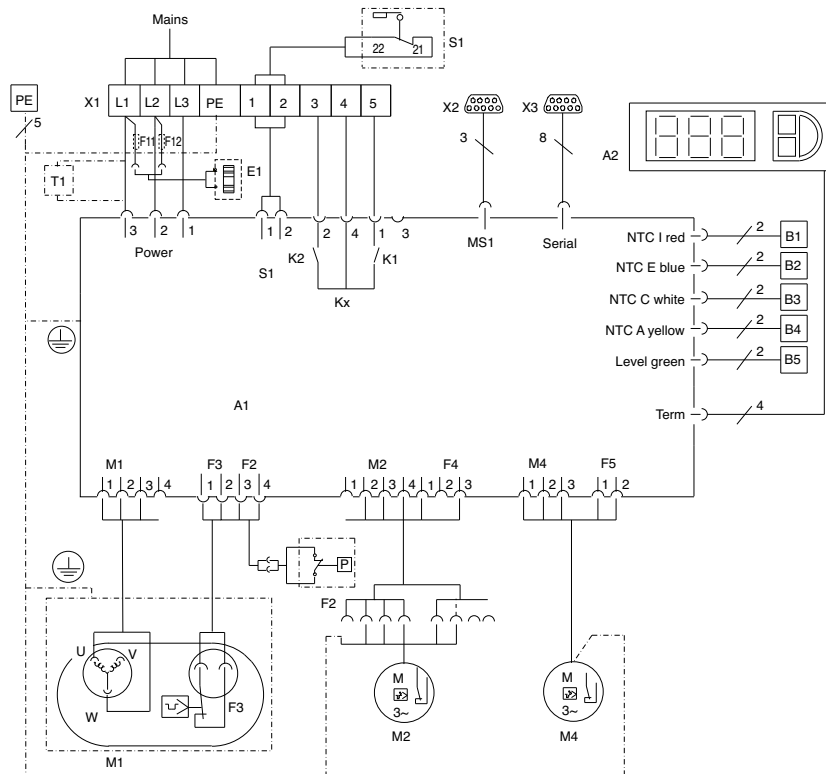 Mains
22 21 S1
PE
5
X1 L1 L2 L3 PE 1 2 3 4 5
X2 X3
3 8
A2
F11 F12
T1
E1
3 2 1
Power
1 2
S1
2 4 1 3
K2 K1
Kx
MS1 Serial
NTC I red 2 B1
NTC E blue 2 B2
NTC C white 2 B3
NTC A yellow 2 B4
Level green 2 B5
Term 4
A1
M1 F3 F2 M2 F4 M4 F5
1 2 3 4 1 2 3 4 1 2 3 4 1 2 3 1 2 3 1 2
P
F2
U V
W
F3
M1
M
3~
M2
M
3~
M4